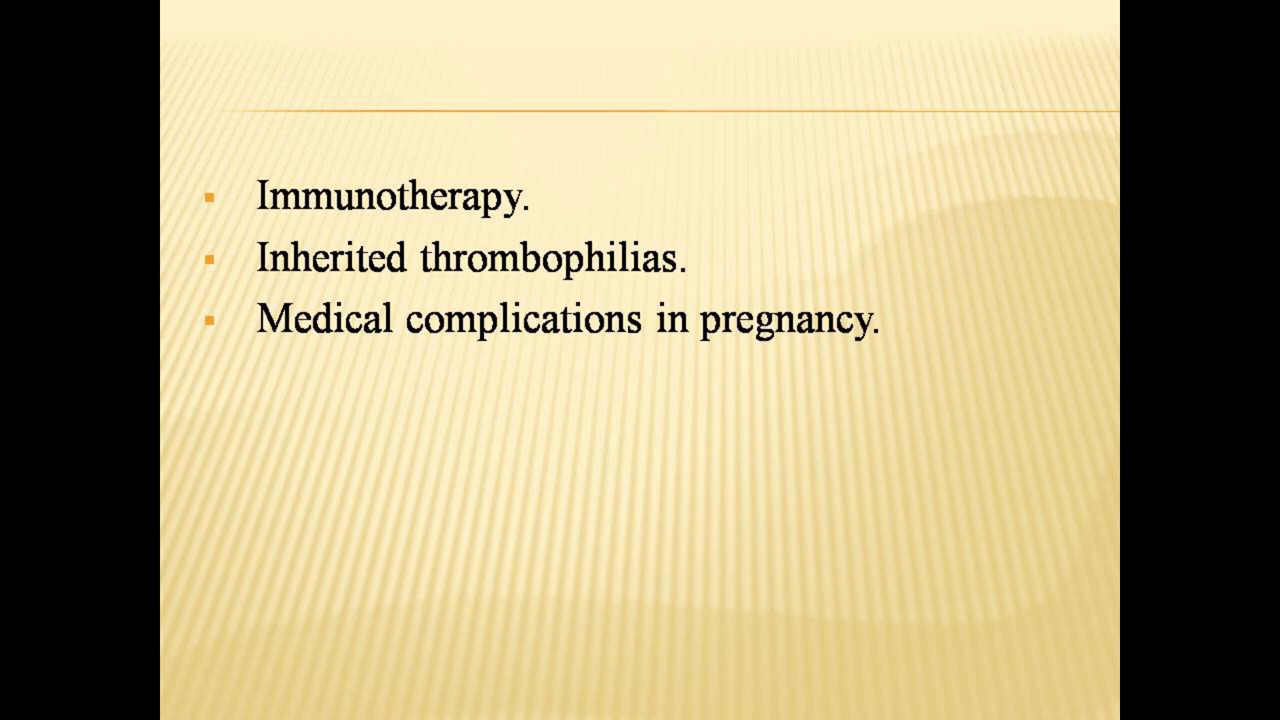 Immunotherapy.
Inherited thrombophilias.
Medical complications in pregnancy.